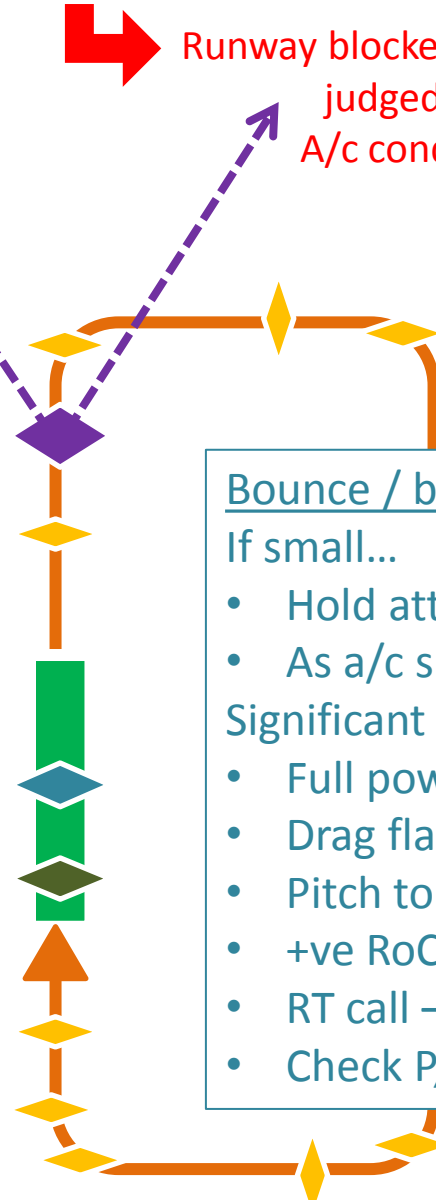 Runway blocke
judged
A/c cond
Bounce / b
If small…
• Hold att
• As a/c s
Significant
• Full pow
• Drag fla
• Pitch to
• +ve RoC
• RT call –
• Check P/